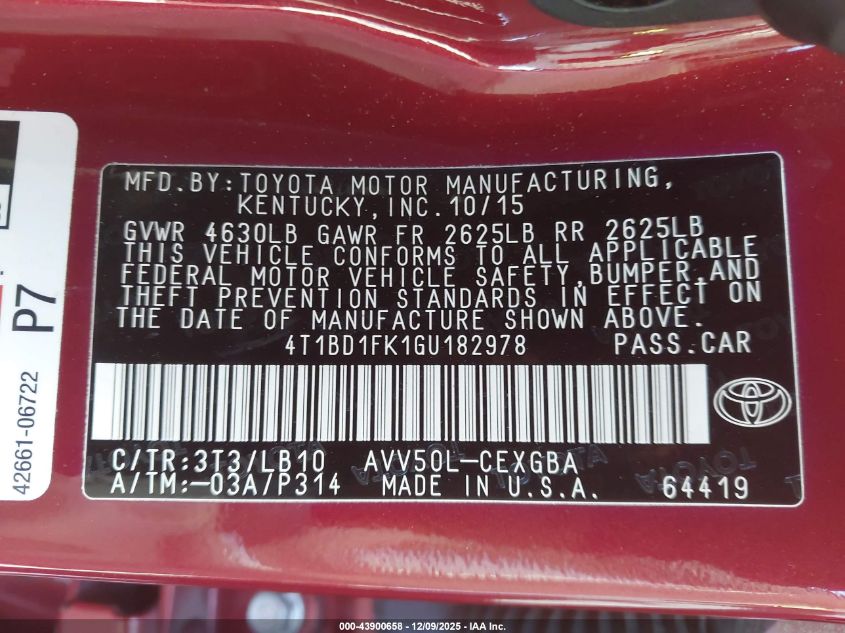 MFD.BY:TOYOTA MOTOR MANUFACTURING,
KENTUCKY,INC.10/15
GVWR 4630LB GAWR FR 2625LB RR 2625LB
THIS VEHICLE CONFORMS TO ALL APPLICABLE
FEDERAL MOTOR VEHICLE SAFETY,BUMPER,AND
THEFT PREVENTION STANDARDS IN EFFECT ON
THE DATE OF MANUFACTURE SHOWN ABOVE.
4T1BD1FK1GU182978 PASS.CAR
C/TR:3T3/LB10 AVV50L-CEXGBA
A/TM:-03A/P314 MADE IN U.S.A. 64419
P7
42661-06722
000-43900658 - 12/09/2025 - IAA Inc.